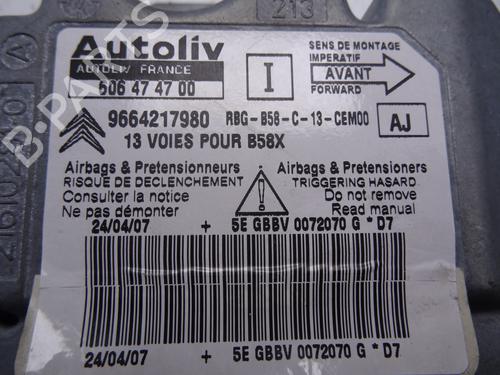 213
Autoliv
AUTOLIV FRANCE
606 47 47 00
I
SENS DE MONTAGE
IMPERATIF
AVANT
FORWARD
9664217980 RBG-B58-C-13-CEM00
AJ
13 VOIES POUR B58X
Airbags & Pretensionneurs
RISQUE DE DECLENCHEMENT
Consulter la notice
Ne pas démonter
Airbags & Pretensioners
TRIGGERING HASARD
Do not remove
Read manual
24/04/07 + 5E GBBV 0072070 G * D7
24/04/07 + 5E GBBV 0072070 G * D7
B-PARTS